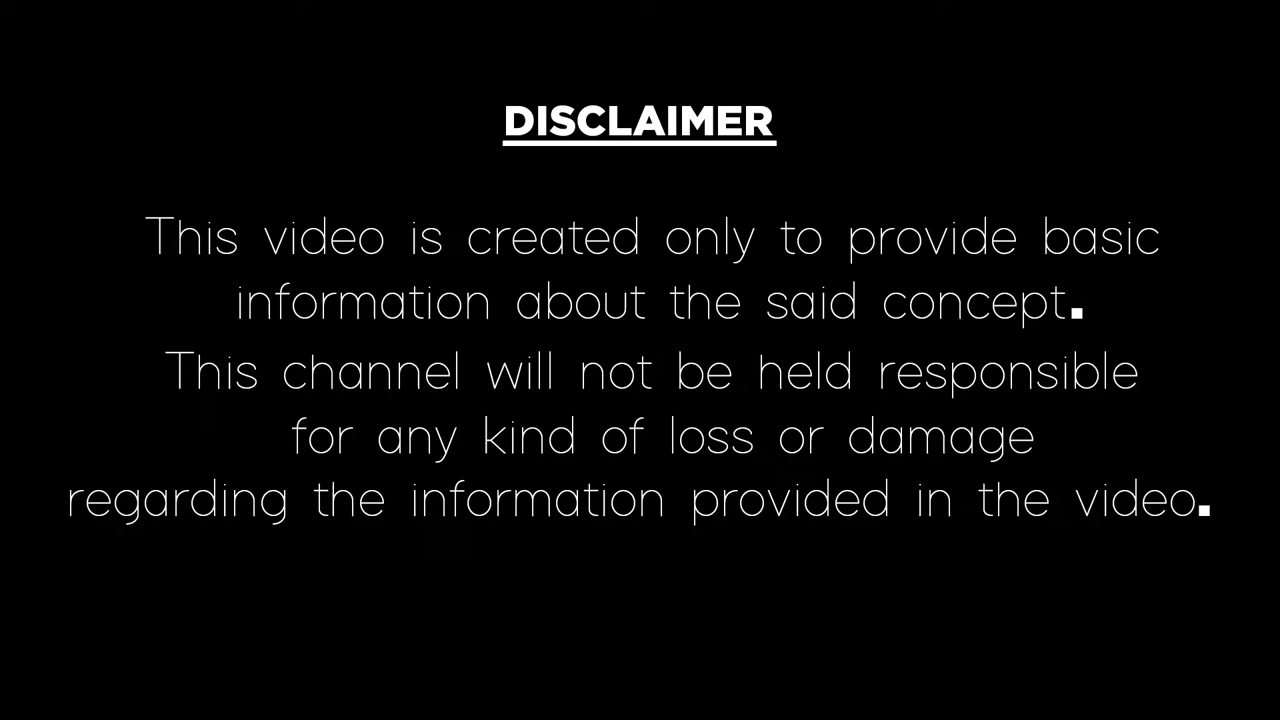 DISCLAIMER
This video is created only to provide basic
information about the said concept.
This channel will not be held responsible
for any kind of loss or damage
regarding the information provided in the video.